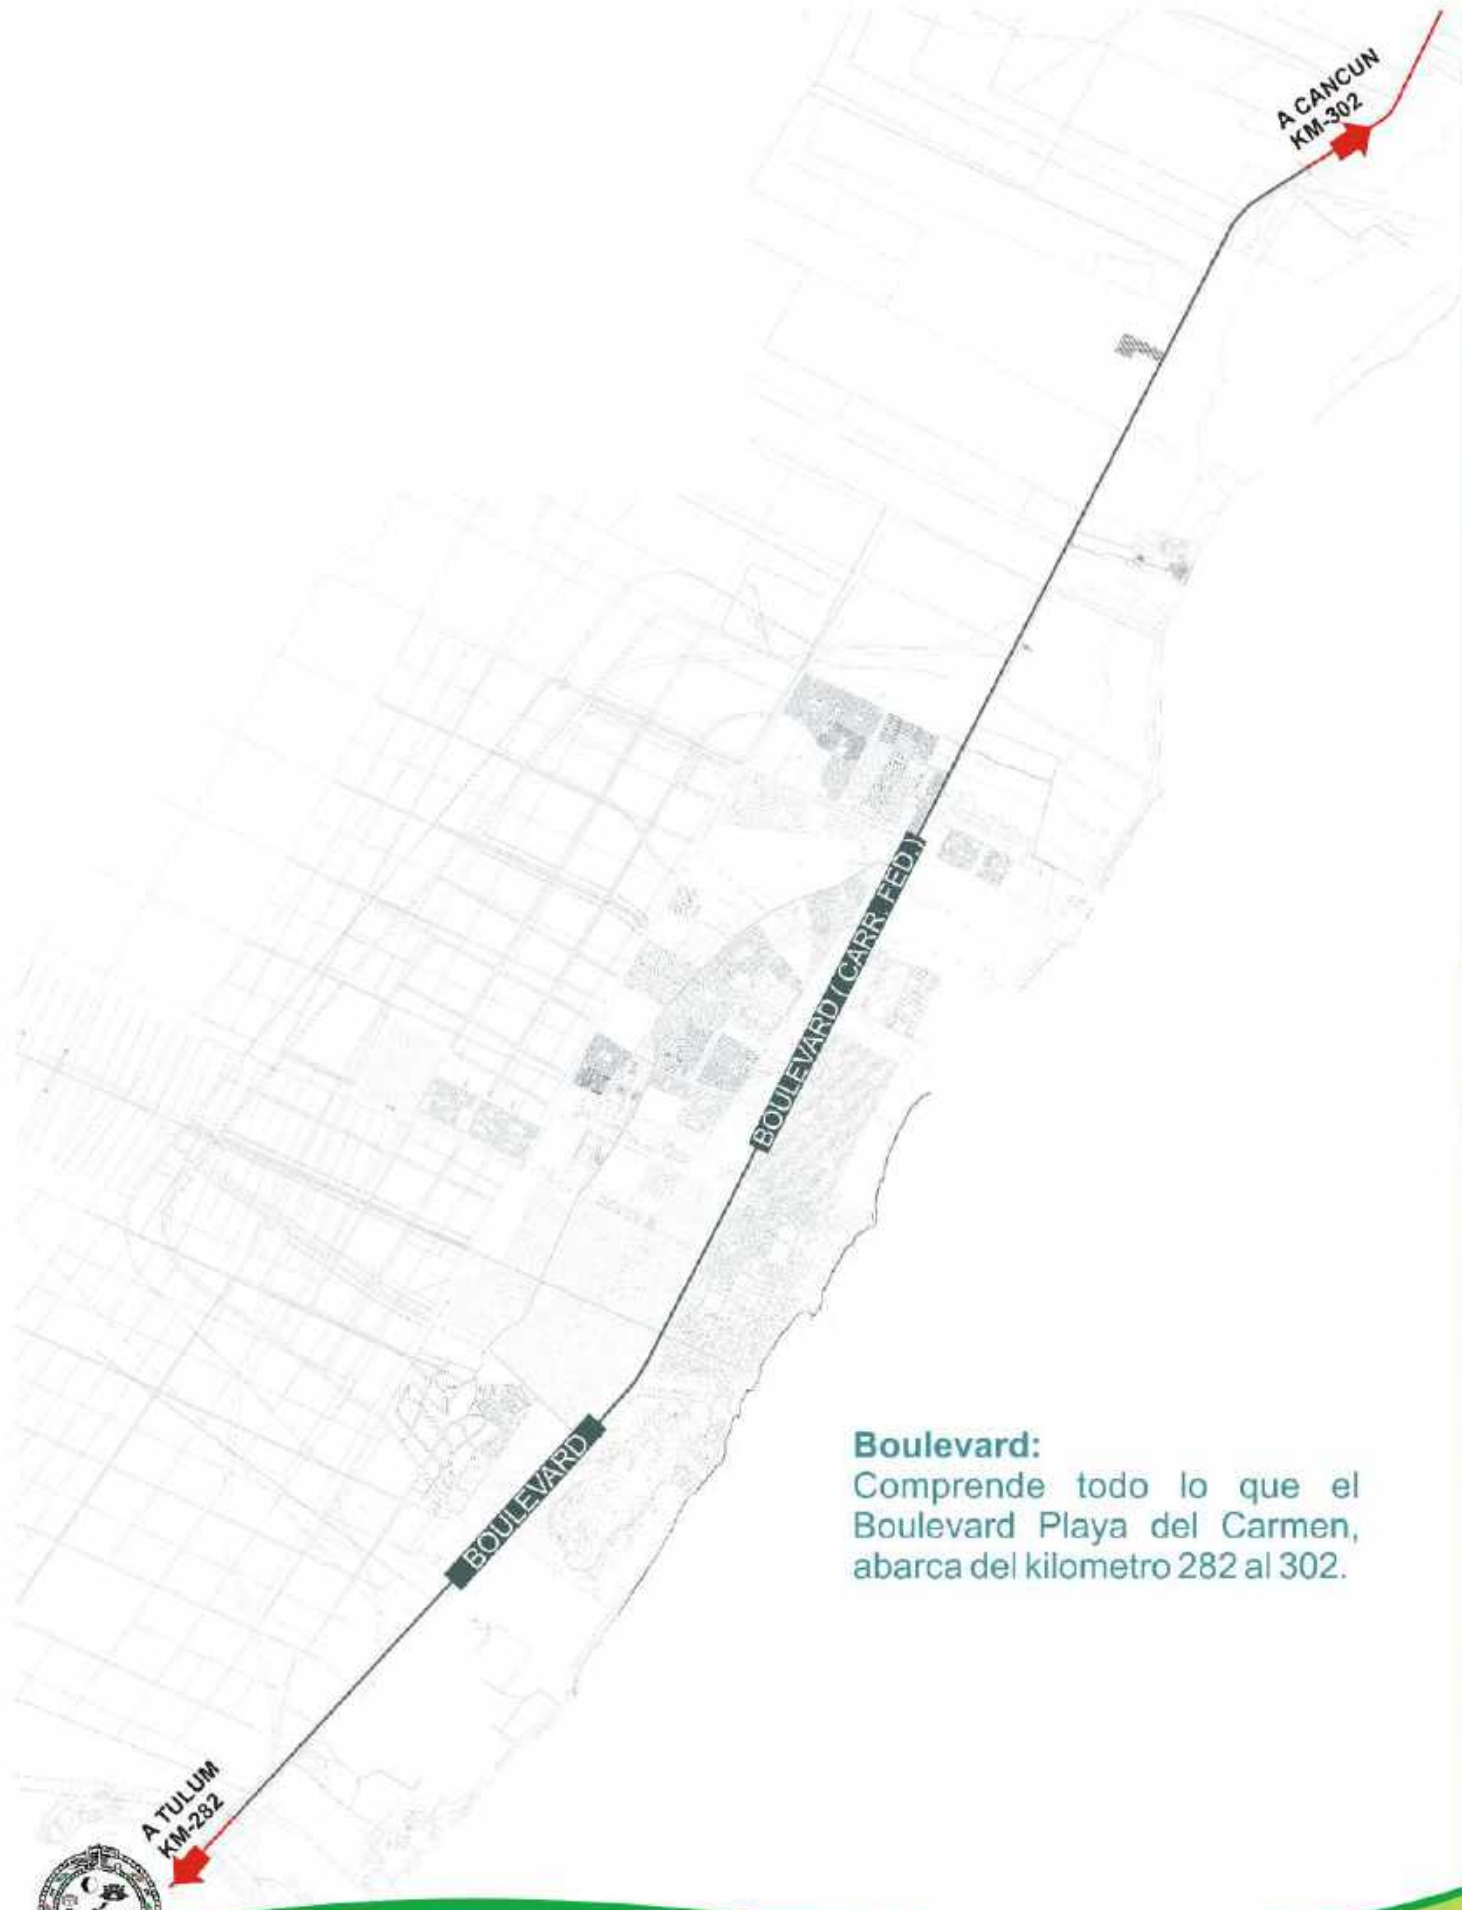 A CANCUN
KM-302
BOULEVARD ( CARR. FED.)
BOULEVARD
Boulevard:
Comprende todo lo que el
Boulevard Playa del Carmen,
abarca del kilometro 282 al 302.
A TULUM
KM-282